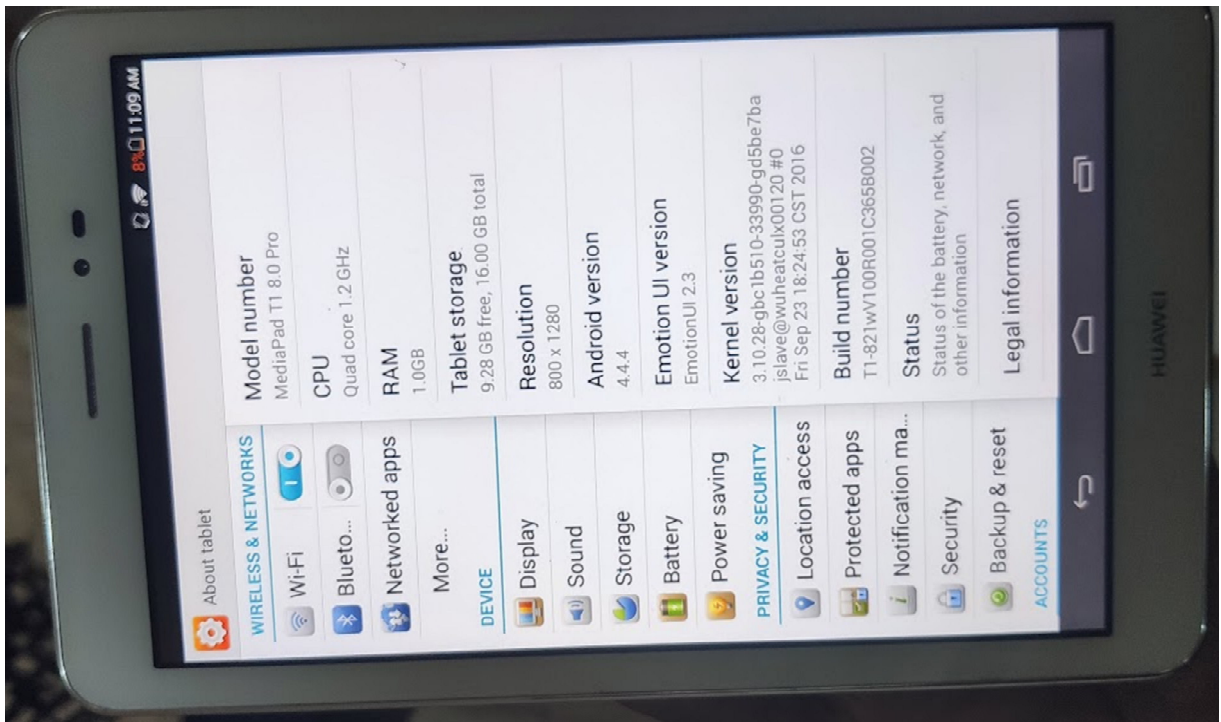 8% 11:09 AM
About tablet
WIRELESS & NETWORKS
Wi-Fi
Blueto...
Networked apps
More...
DEVICE
Display
Sound
Storage
Battery
Power saving
PRIVACY & SECURITY
Location access
Protected apps
Notification ma...
Security
Backup & reset
ACCOUNTS
Model number
MediaPad T1 8.0 Pro
CPU
Quad core 1.2 GHz
RAM
1.0GB
Tablet storage
9.28 GB free, 16.00 GB total
Resolution
800 x 1280
Android version
4.4.4
Emotion UI version
EmotionUI 2.3
Kernel version
3.10.28-gbc1b510-33990-gd5be7ba
jslave@wuheatculx00120 #0
Fri Sep 23 18:24:53 CST 2016
Build number
T1-821wV100R001C365B002
Status
Status of the battery, network, and
other information
Legal information
HUAWEI